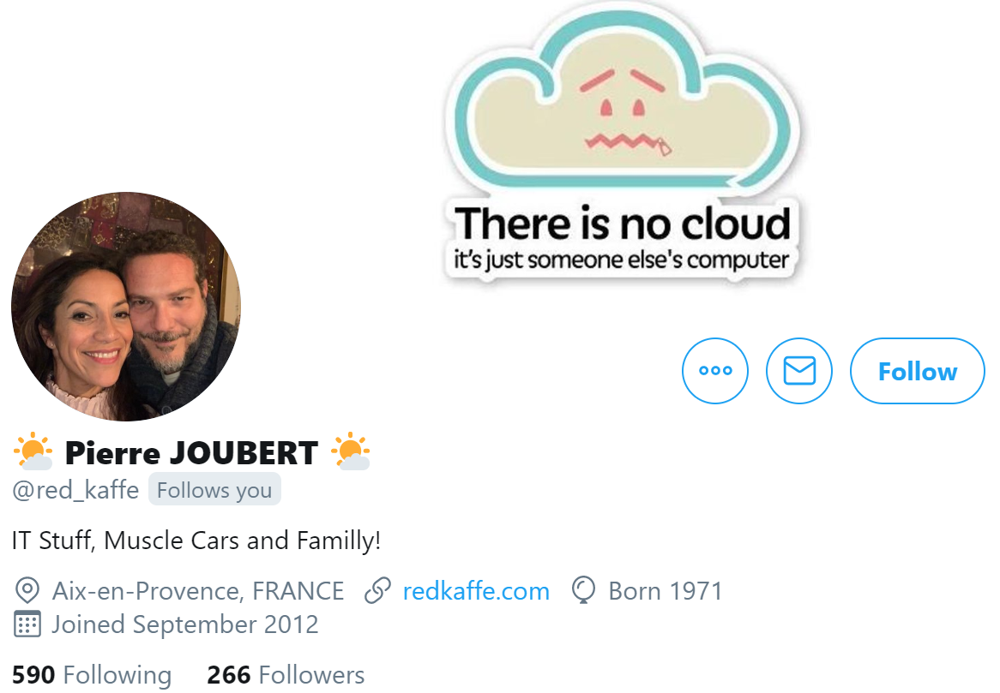 There is no cloud
it's just someone else's computer
Follow
Pierre JOUBERT
@red_kaffe Follows you
IT Stuff, Muscle Cars and Familly!
Aix-en-Provence, FRANCE redkaffe.com Born 1971
Joined September 2012
590 Following 266 Followers